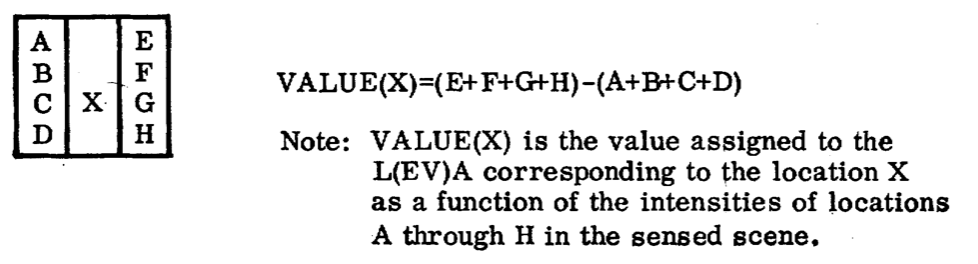 A E
B F
C X G
D H
VALUE(X)=(E+F+G+H)-(A+B+C+D)
Note: VALUE(X) is the value assigned to the
L(EV)A corresponding to the location X
as a function of the intensities of locations
A through H in the sensed scene.